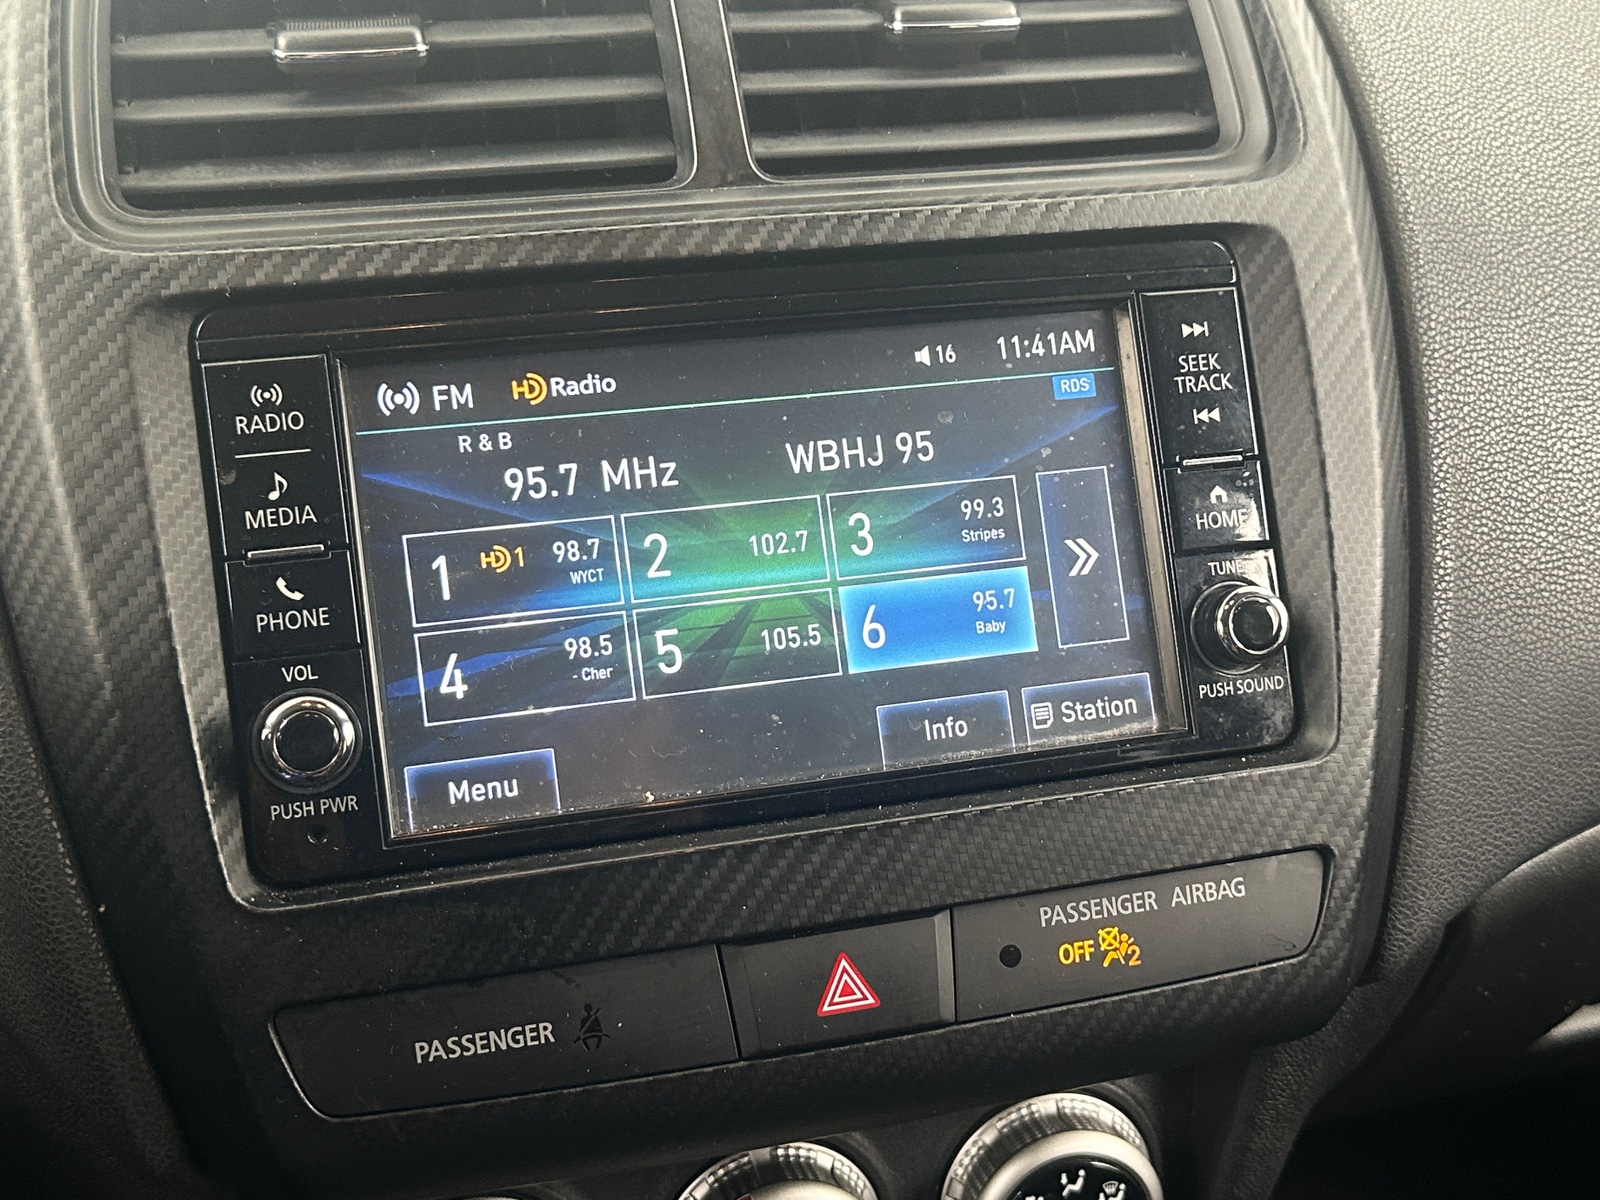 RADIO
MEDIA
PHONE
VOL
PUSH PWR
FM HD Radio 16 11:41AM
RDS
R & B
95.7 MHz WBHJ 95
1 HD1 98.7
WYCT
2 102.7
3 99.3
Stripes
4 98.5
- Cher
5 105.5
6 95.7
Baby
Menu
Info
Station
SEEK
TRACK
HOME
TUNE
PUSH SOUND
PASSENGER
PASSENGER AIRBAG
OFF 2